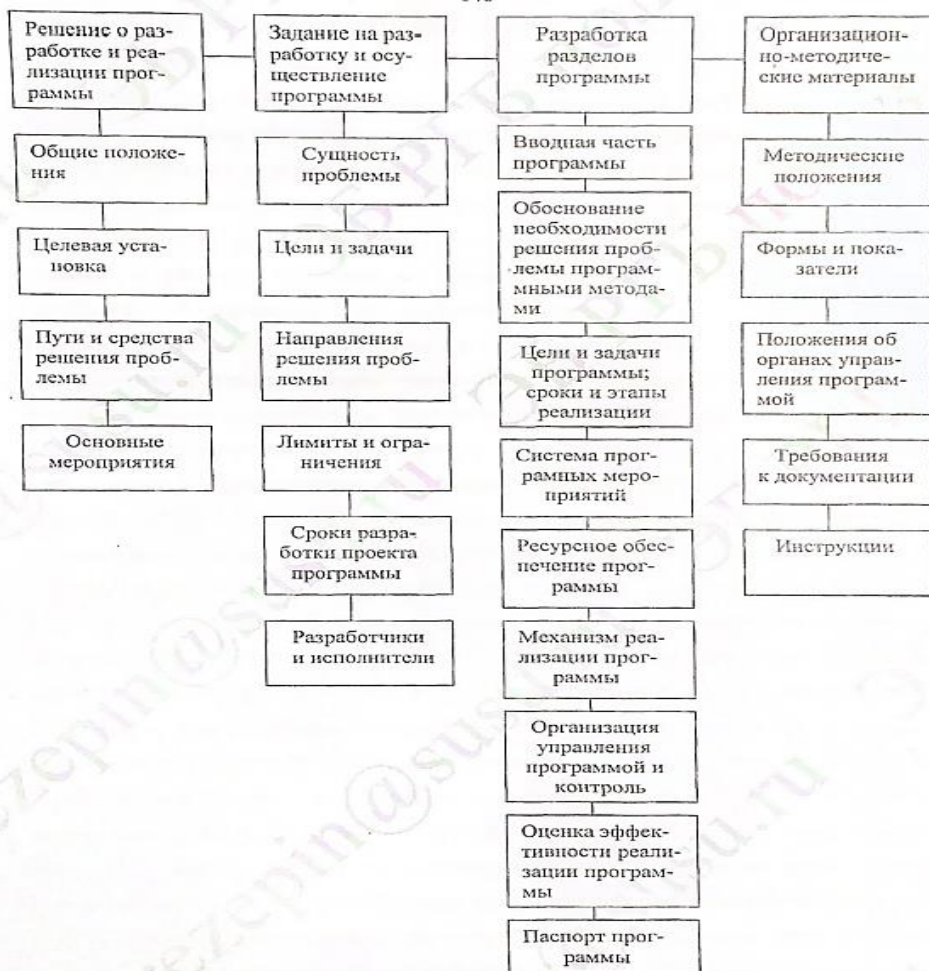 Решение о раз-
работке и реа-
лизации прог-
раммы
Общие положе-
ния
Целевая уста-
новка
Пути и средства
решения проб-
лемы
Основные
мероприятия
Задание на раз-
работку и осу-
ществление
программы
Сущность
проблемы
Цели и задачи
Направления
решения проб-
лемы
Лимиты и огра-
ничения
Сроки разра-
ботки проекта
программы
Разработчики
и исполнители
Разработка
разделов
программы
Вводная часть
программы
Обоснование
необходимости
решения проб-
лемы програм-
мными метода-
ми
Цели и задачи
программы;
сроки и этапы
реализации
Система прог-
рамных меро-
приятий
Ресурсное обес-
печение прог-
раммы
Механизм реа-
лизации прог-
раммы
Организация
управления
программой и
контроль
Оценка эффек-
тивности реали-
зации програм-
мы
Паспорт прог-
раммы
Организацион-
но-методиче-
ские материалы
Методические
положения
Формы и пока-
затели
Положения об
органах управ-
ления програм-
мой
Требования
к документации
Инструкции